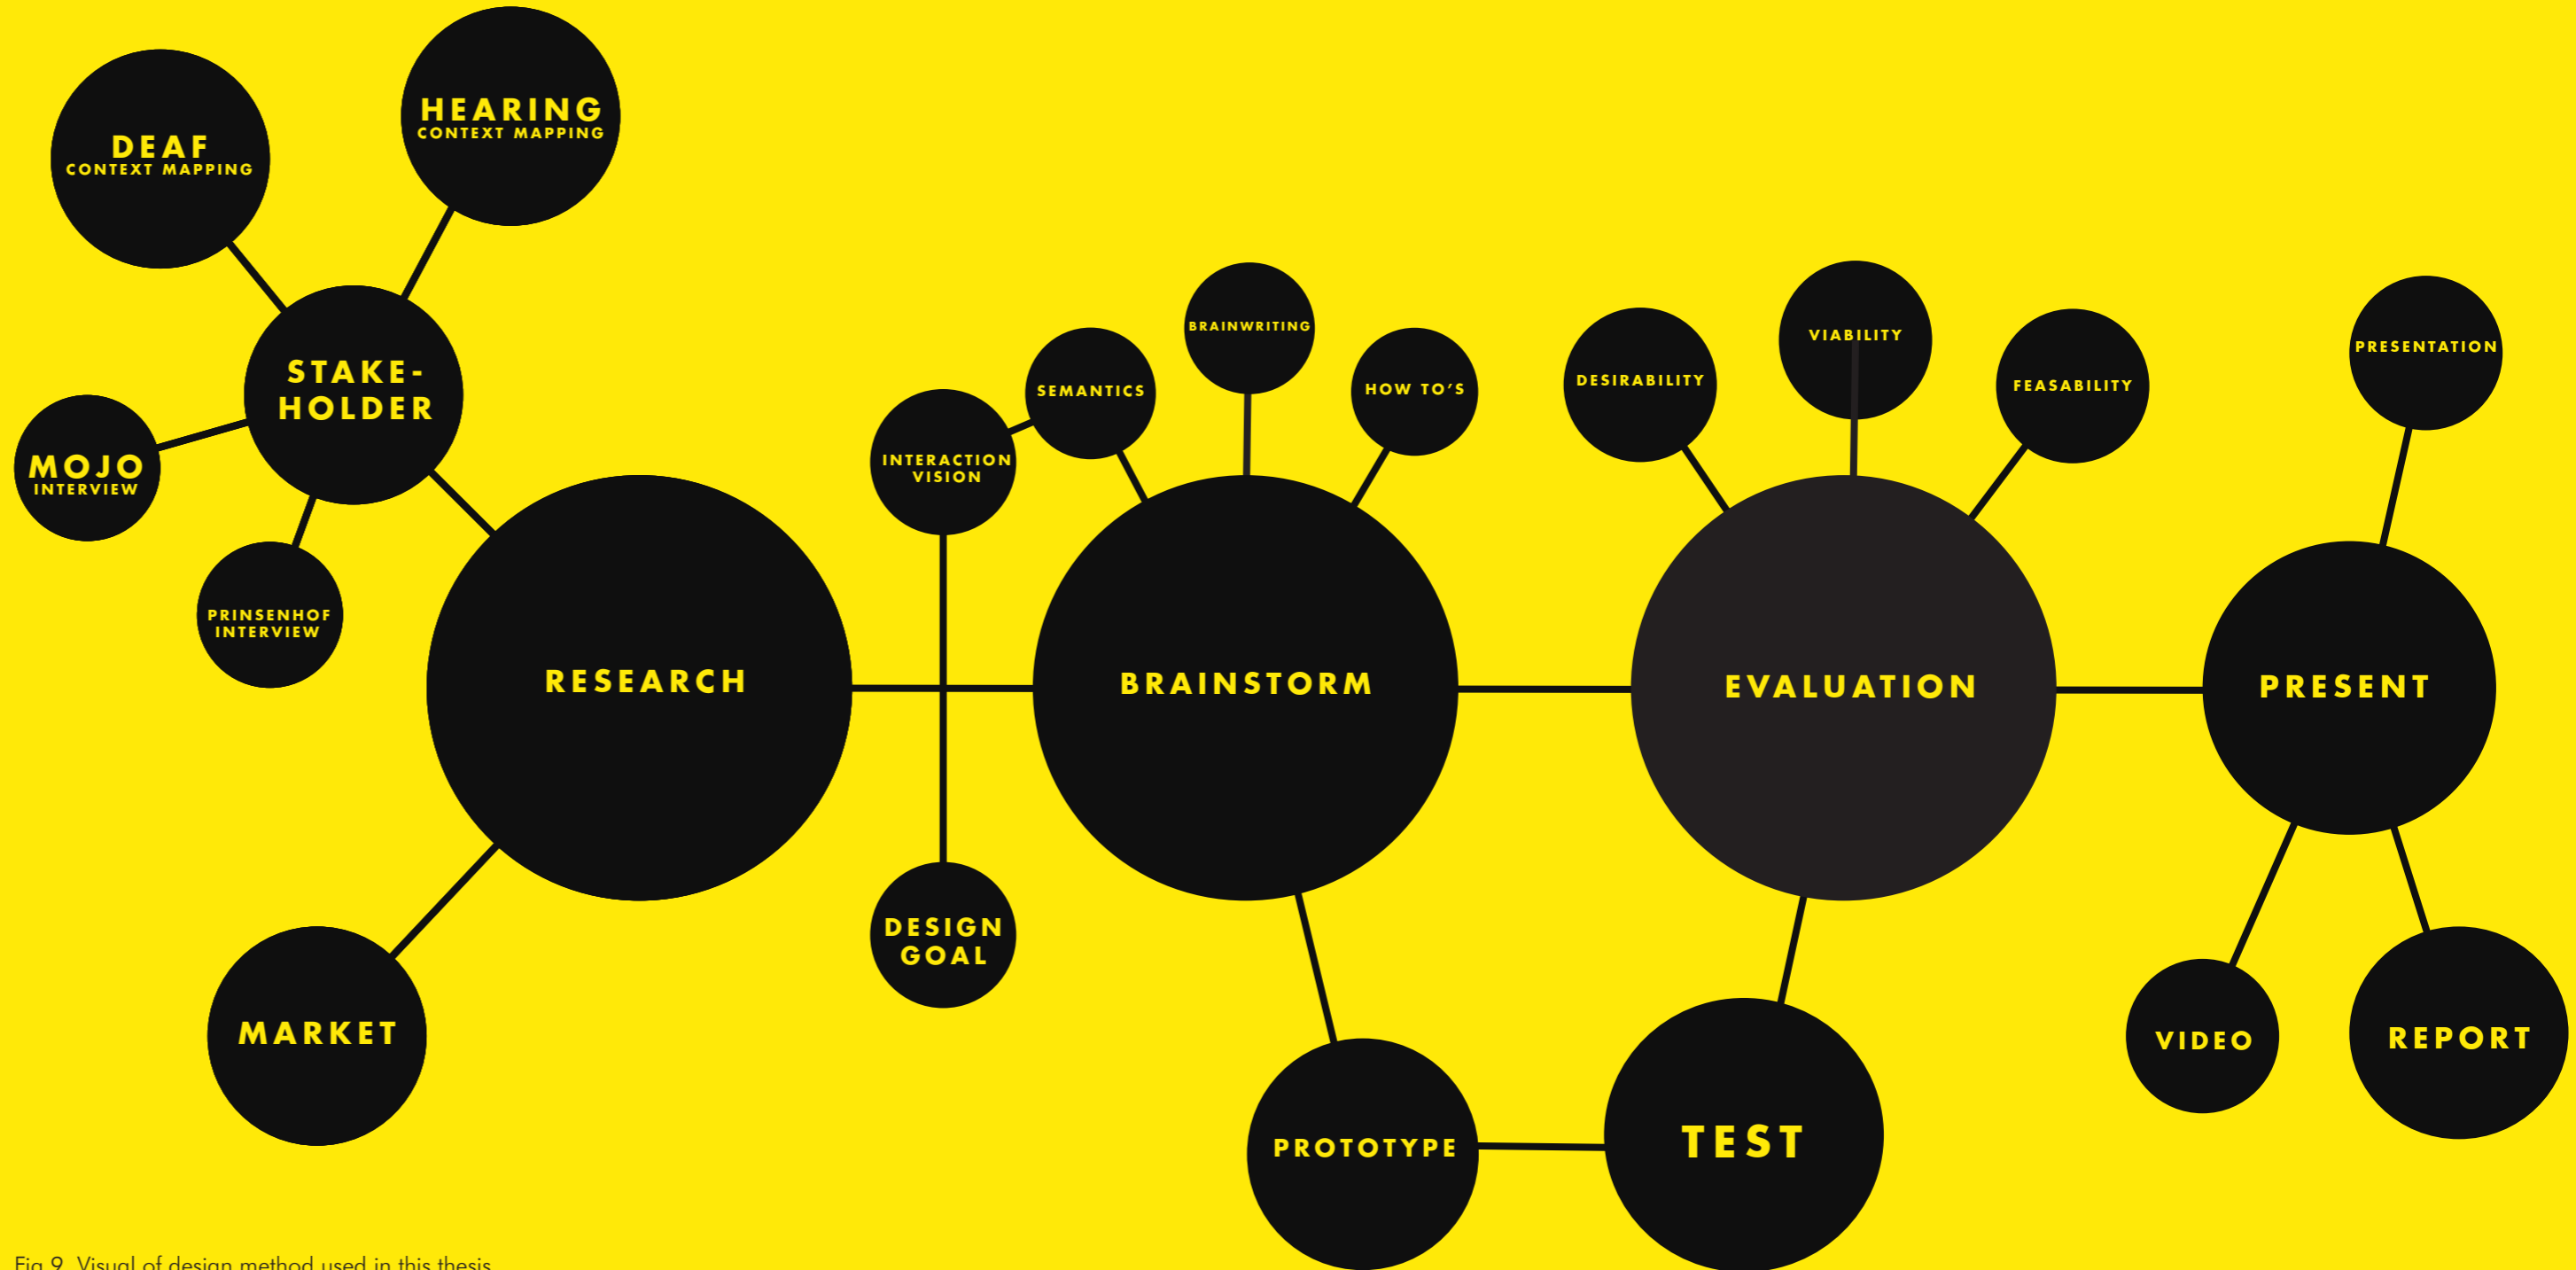 HEARING
CONTEXT MAPPING
DEAF
CONTEXT MAPPING
STAKE-
HOLDER
MOJO
INTERVIEW
PRINSENHOF
INTERVIEW
RESEARCH
MARKET
INTERACTION
VISION
DESIGN
GOAL
SEMANTICS
BRAINWRITING
HOW TO'S
BRAINSTORM
PROTOTYPE
TEST
DESIRABILITY
VIABILITY
FEASABILITY
EVALUATION
PRESENTATION
PRESENT
VIDEO
REPORT
Fig 9. Visual of design method used in this thesis